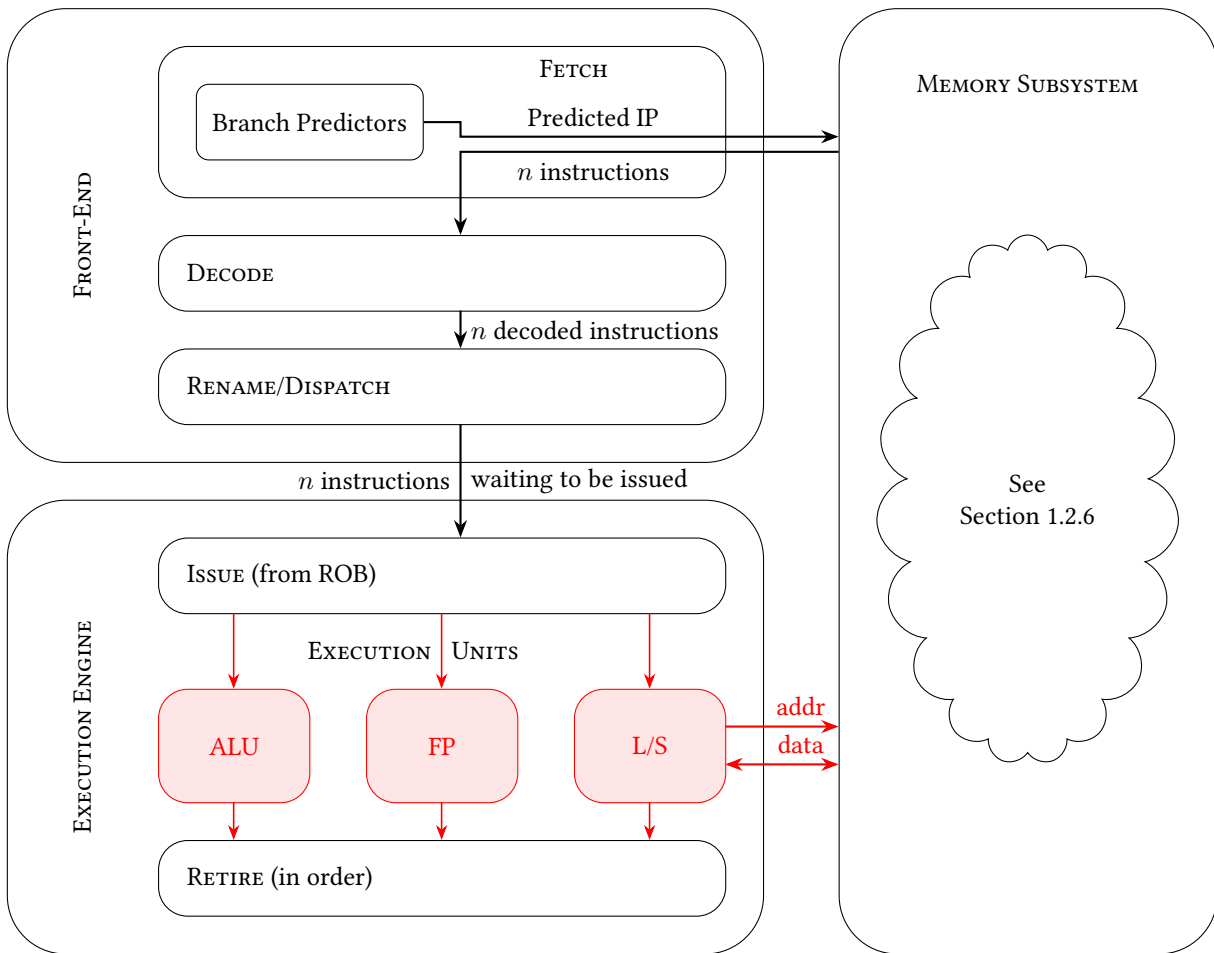 FETCH
MEMORY SUBSYSTEM
Branch Predictors
Predicted IP
n instructions
FRONT-END
DECODE
n decoded instructions
RENAME/DISPATCH
n instructions waiting to be issued
See
Section 1.2.6
ISSUE (from ROB)
EXECUTION UNITS
EXECUTION ENGINE
ALU
FP
L/S
addr
data
RETIRE (in order)